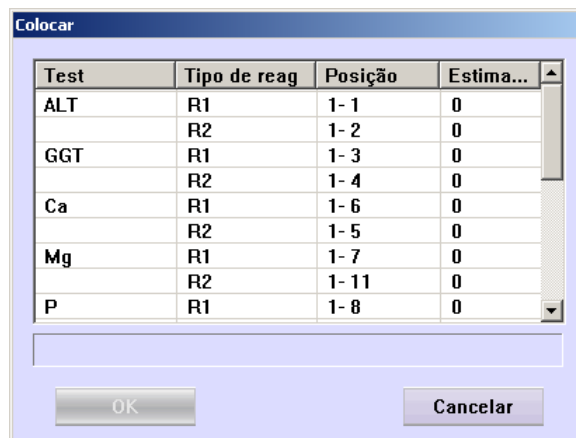 Colocar
Test Tipo de reag Posição Estima...
ALT R1 1- 1 0
R2 1- 2 0
GGT R1 1- 3 0
R2 1- 4 0
Ca R1 1- 6 0
R2 1- 5 0
Mg R1 1- 7 0
R2 1- 11 0
P R1 1- 8 0
OK Cancelar